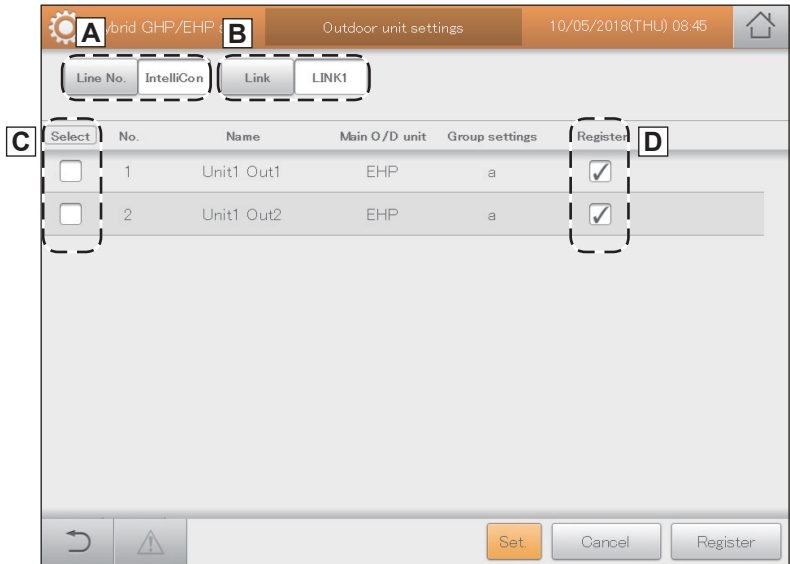 A
B
ybrid GHP/EHP s
Outdoor unit settings
10/05/2018(THU) 08:45
Line No. IntelliCon Link LINK1
C
D
Select No. Name Main O/D unit Group settings Register
1 Unit1 Out1 EHP a
2 Unit1 Out2 EHP a
Set. Cancel Register